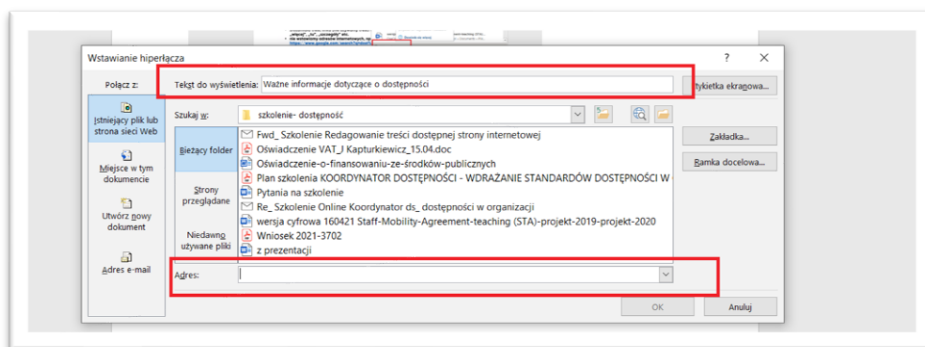 Wstawianie hiperłącza
? X
Połącz z:
Tekst do wyświetlenia: Ważne informacje dotyczące o dostępności
Etykietka ekranowa...
Istniejący plik lub strona sieci Web
Szukaj w: szkolenie- dostępność
Bieżący folder
Fwd_ Szkolenie Redagowanie treści dostępnej strony internetowej
Oświadczenie VAT_J Kapturkiewicz_15.04.doc
Zakładka...
Oświadczenie-o-finansowaniu-ze-środków-publicznych
Ramka docelowa...
Miejsce w tym dokumencie
Plan szkolenia KOORDYNATOR DOSTĘPNOŚCI - WDRAŻANIE STANDARDÓW DOSTĘPNOŚCI W
Strony przeglądane
Pytania na szkolenie
Re_ Szkolenie Online Koordynator ds_ dostępności w organizacji
Utwórz nowy dokument
wersja cyfrowa 160421 Staff-Mobility-Agreement-teaching (STA)-projekt-2019-projekt-2020
Niedawno używane pliki
Wniosek 2021-3702
z prezentacji
Adres e-mail
Adres:
OK
Anuluj